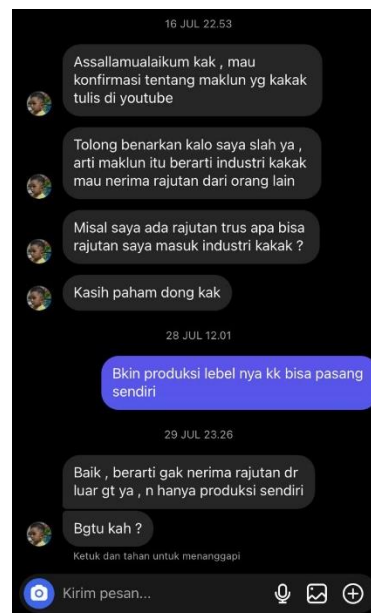 16 JUL 22.53
Assallamualaikum kak , mau
konfirmasi tentang maklun yg kakak
tulis di youtube
Tolong benarkan kalo saya slah ya ,
arti maklun itu berarti industri kakak
mau nerima rajutan dari orang lain
Misal saya ada rajutan trus apa bisa
rajutan saya masuk industri kakak ?
Kasih paham dong kak
28 JUL 12.01
Bkin produksi lebel nya kk bisa pasang
sendiri
29 JUL 23.26
Baik , berarti gak nerima rajutan dr
luar gt ya , n hanya produksi sendiri
Bgtu kah ?
Ketuk dan tahan untuk menanggapi
Kirim pesan...